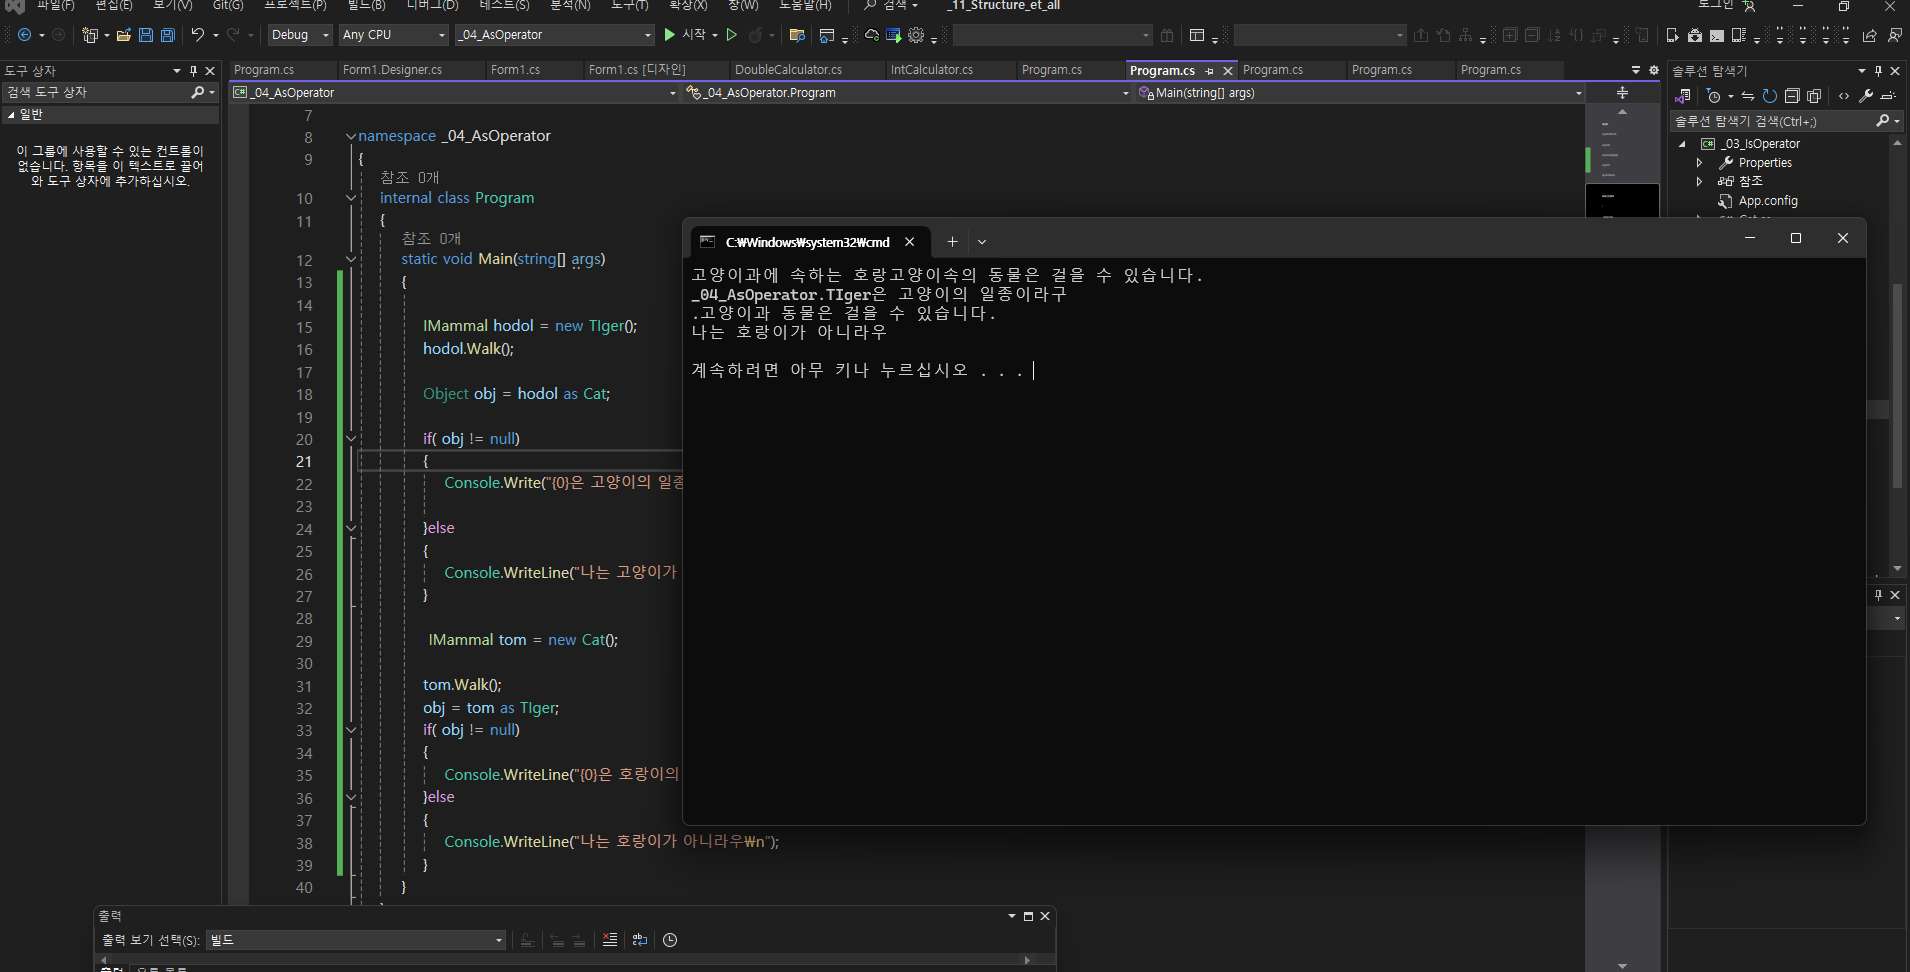 파일(F) 편집(E) 보기(V) Git(G) 프로젝트(P) 빌드(B) 디버그(D) 테스트(S) 분석(N) 도구(T) 확장(X) 창(W) 도움말(H) 검색 _11_Structure_et_all 로그인
Debug Any CPU _04_AsOperator 시작
도구 상자
검색 도구 상자
일반
이 그룹에 사용할 수 있는 컨트롤이
없습니다. 항목을 이 텍스트로 끌어
와 도구 상자에 추가하십시오.
Program.cs Form1.Designer.cs Form1.cs Form1.cs [디자인] DoubleCalculator.cs IntCalculator.cs Program.cs Program.cs Program.cs Program.cs Program.cs
_04_AsOperator _04_AsOperator.Program Main(string[] args)
7
8 namespace _04_AsOperator
9 {
참조 0개
10 internal class Program
11 {
참조 0개
12 static void Main(string[] args)
13 {
14
15 IMammal hodol = new TIger();
16 hodol.Walk();
17
18 Object obj = hodol as Cat;
19
20 if( obj != null)
21 {
22 Console.Write("{0}은 고양이의 일종
23
24 }else
25 {
26 Console.WriteLine("나는 고양이가
27 }
28
29 IMammal tom = new Cat();
30
31 tom.Walk();
32 obj = tom as TIger;
33 if( obj != null)
34 {
35 Console.WriteLine("{0}은 호랑이의
36 }else
37 {
38 Console.WriteLine("나는 호랑이가 아니라우₩n");
39 }
40 }
C:₩Windows₩system32₩cmd
고양이과에 속하는 호랑고양이속의 동물은 걸을 수 있습니다.
_04_AsOperator.TIger은 고양이의 일종이라구
.고양이과 동물은 걸을 수 있습니다.
나는 호랑이가 아니라우
계속하려면 아무 키나 누르십시오 . . .
솔루션 탐색기
솔루션 탐색기 검색(Ctrl+;)
_03_IsOperator
Properties
참조
App.config
출력
출력 보기 선택(S): 빌드